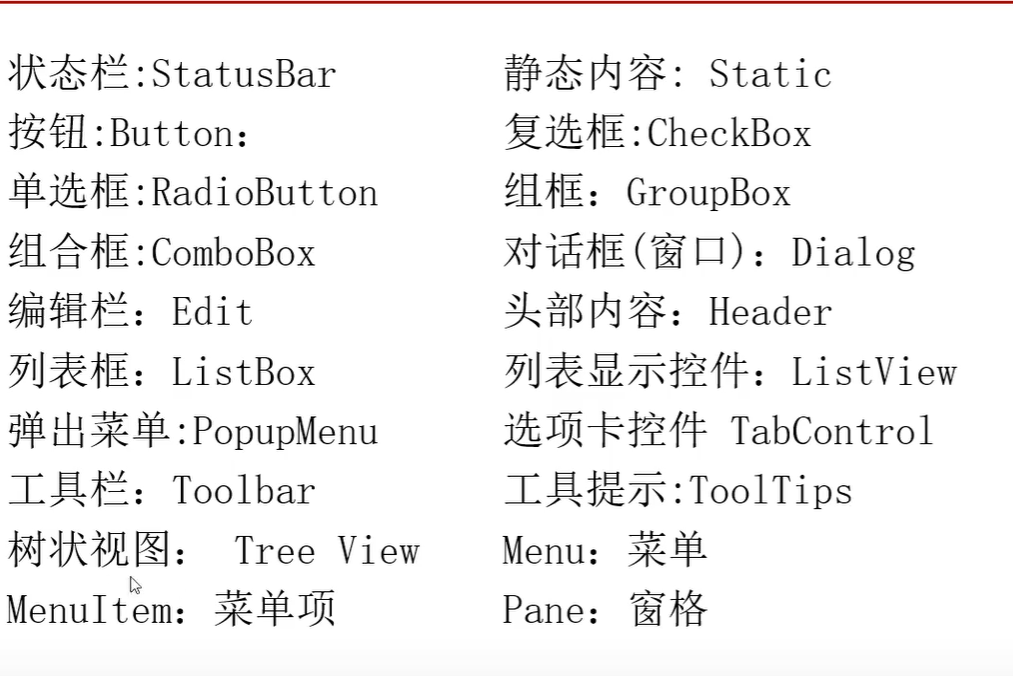 状态栏:StatusBar
静态内容: Static
按钮:Button：
复选框:CheckBox
单选框:RadioButton
组框：GroupBox
组合框:ComboBox
对话框(窗口)：Dialog
编辑栏：Edit
头部内容：Header
列表框：ListBox
列表显示控件：ListView
弹出菜单:PopupMenu
选项卡控件 TabControl
工具栏：Toolbar
工具提示:ToolTips
树状视图： Tree View
Menu：菜单
MenuItem：菜单项
Pane：窗格